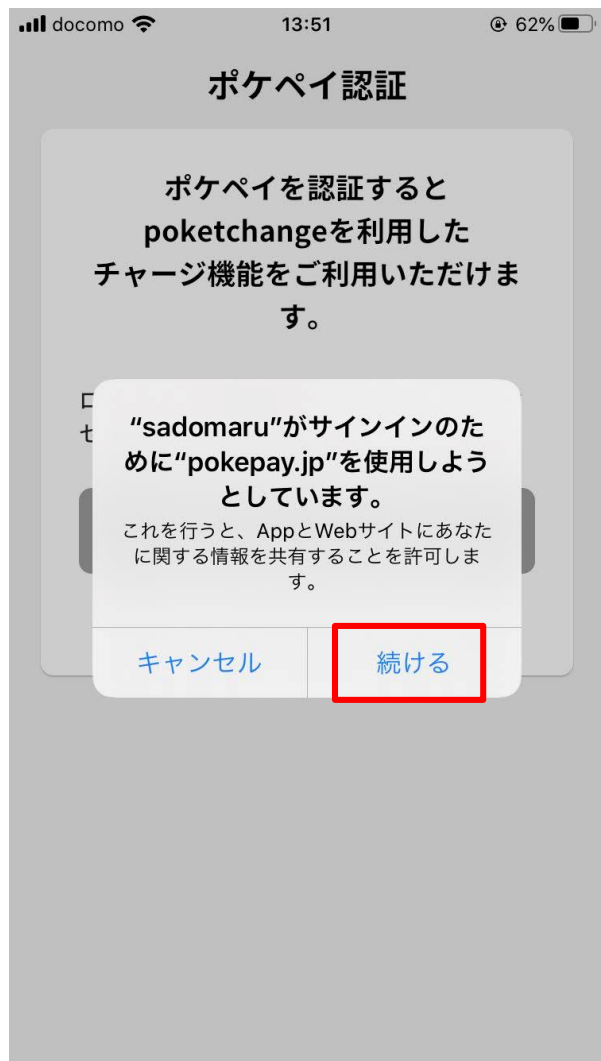 docomo 13:51 62%
ポケペイ認証
ポケペイを認証すると
poketchangeを利用した
チャージ機能をご利用いただけま
す。
“sadomaru”がサインインのた
めに“pokepay.jp”を使用しよう
としています。
これを行うと、AppとWebサイトにあなた
に関する情報を共有することを許可しま
す。
キャンセル 続ける